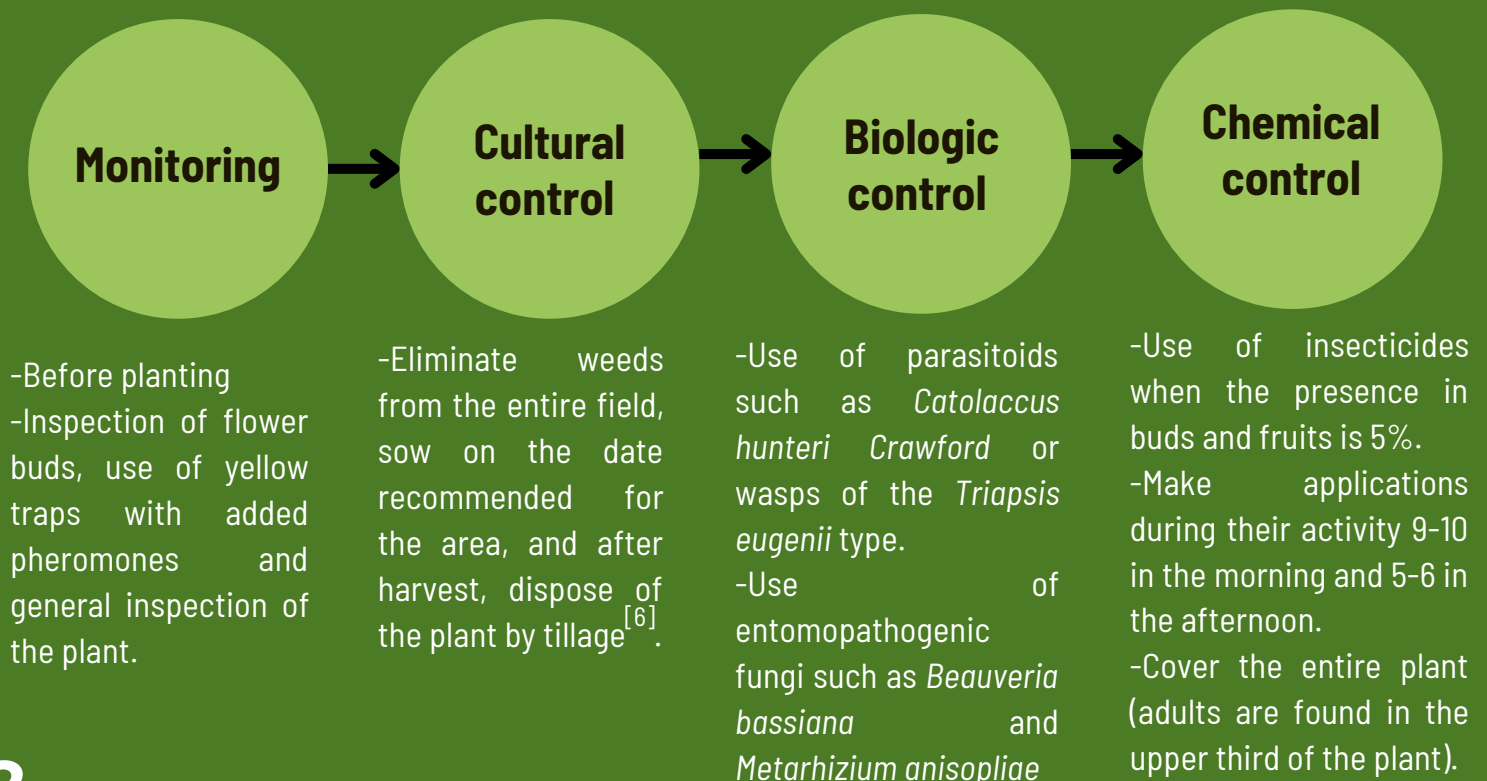 Monitoring
-Before planting
-Inspection of flower
buds, use of yellow
traps with added
pheromones and
general inspection of
the plant.
Cultural
control
-Eliminate weeds
from the entire field,
sow on the date
recommended for
the area, and after
harvest, dispose of
the plant by tillage[6].
Biologic
control
-Use of parasitoids
such as Catolaccus
hunteri Crawford or
wasps of the Triapsis
eugenii type.
-Use of
entomopathogenic
fungi such as Beauveria
bassiana and
Metarhizium anisopliae
Chemical
control
-Use of insecticides
when the presence in
buds and fruits is 5%.
-Make applications
during their activity 9-10
in the morning and 5-6 in
the afternoon.
-Cover the entire plant
(adults are found in the
upper third of the plant).